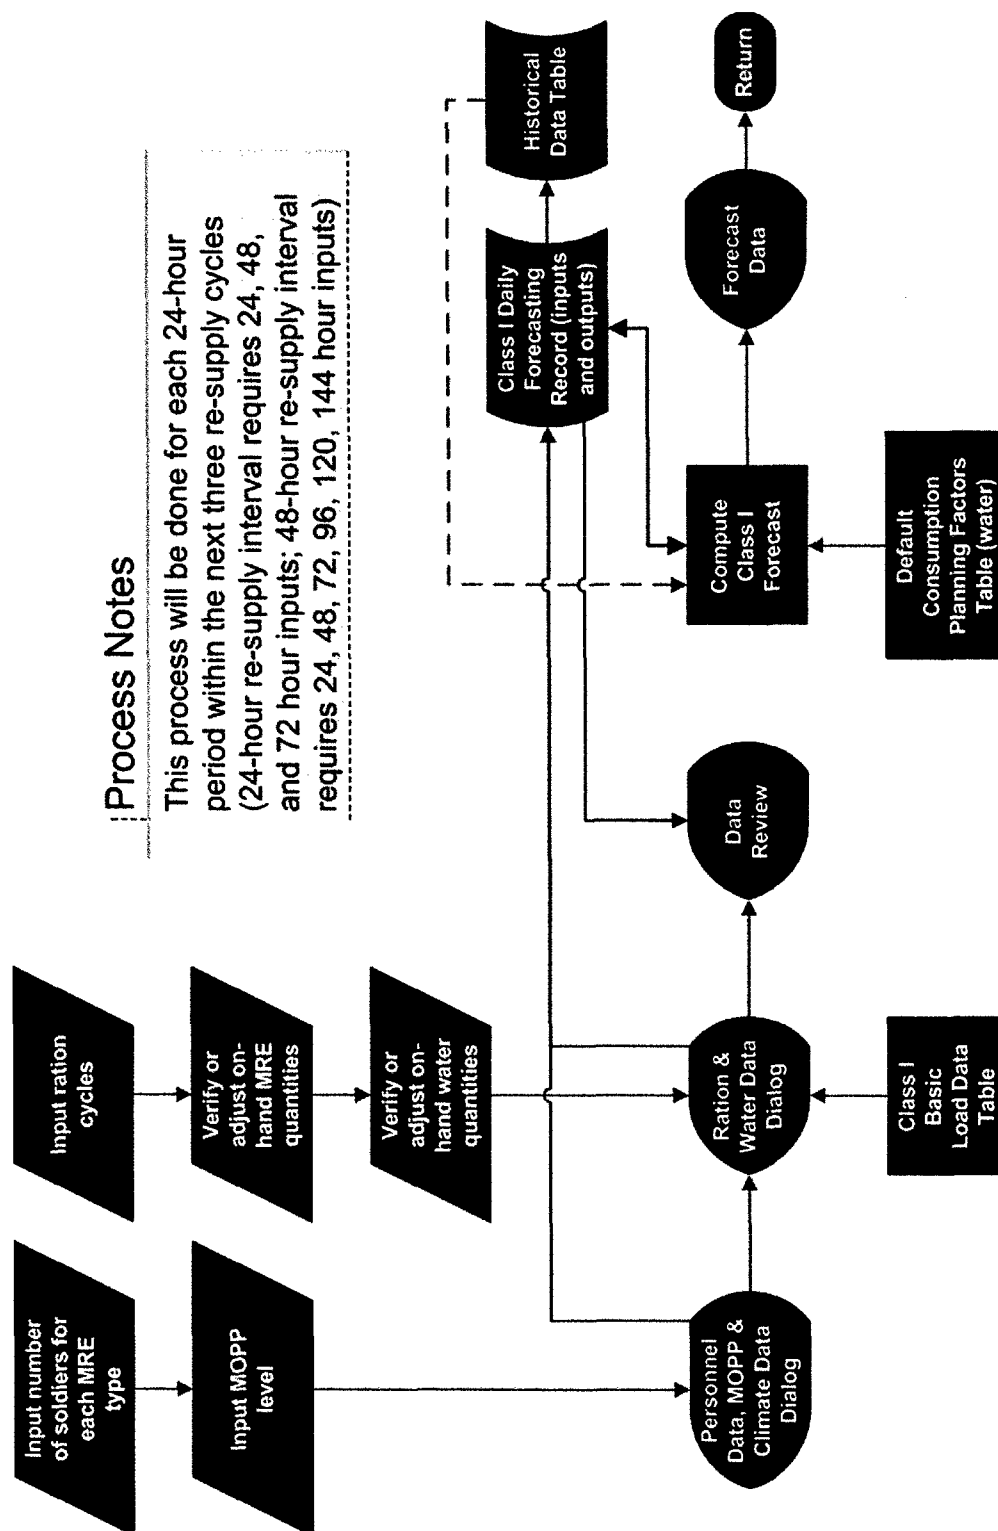 Input number
of soldiers for
each MRE
type
Input MOPP
level
Personnel
Data, MOPP &
Climate Data
Dialog
Input ration
cycles
Verify or
adjust on-
hand MRE
quantities
Verify or
adjust on-
hand water
quantities
Ration &
Water Data
Dialog
Class I
Basic
Load Data
Table
Process Notes
This process will be done for each 24-hour
period within the next three re-supply cycles
(24-hour re-supply interval requires 24, 48,
and 72 hour inputs; 48-hour re-supply interval
requires 24, 48, 72, 96, 120, 144 hour inputs)
Data
Review
Class I Daily
Forecasting
Record (inputs
and outputs)
Historical
Data Table
Compute
Class I
Forecast
Default
Consumption
Planning Factors
Table (water)
Forecast
Data
Return